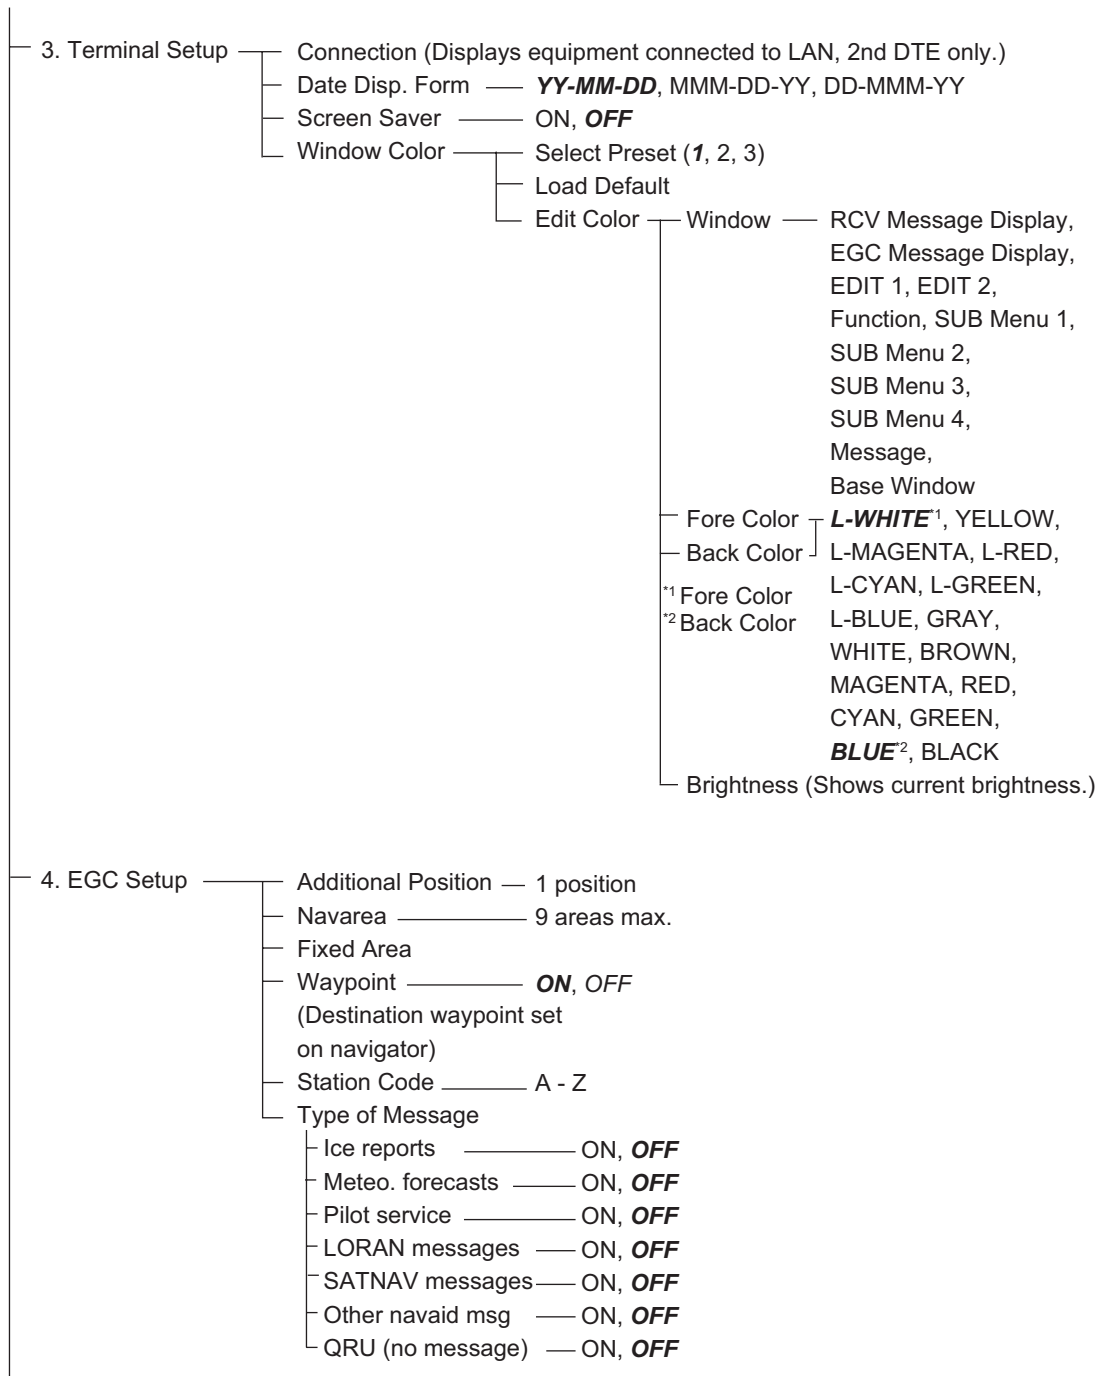 3. Terminal Setup
Connection (Displays equipment connected to LAN, 2nd DTE only.)
Date Disp. Form YY-MM-DD, MMM-DD-YY, DD-MMM-YY
Screen Saver ON, OFF
Window Color Select Preset (1, 2, 3)
Load Default
Edit Color Window RCV Message Display,
EGC Message Display,
EDIT 1, EDIT 2,
Function, SUB Menu 1,
SUB Menu 2,
SUB Menu 3,
SUB Menu 4,
Message,
Base Window
Fore Color L-WHITE*1, YELLOW,
Back Color L-MAGENTA, L-RED,
*1 Fore Color L-CYAN, L-GREEN,
*2 Back Color L-BLUE, GRAY,
WHITE, BROWN,
MAGENTA, RED,
CYAN, GREEN,
BLUE*2, BLACK
Brightness (Shows current brightness.)
4. EGC Setup Additional Position 1 position
Navarea 9 areas max.
Fixed Area
Waypoint ON, OFF
(Destination waypoint set
on navigator)
Station Code A - Z
Type of Message
Ice reports ON, OFF
Meteo. forecasts ON, OFF
Pilot service ON, OFF
LORAN messages ON, OFF
SATNAV messages ON, OFF
Other navaid msg ON, OFF
QRU (no message) ON, OFF